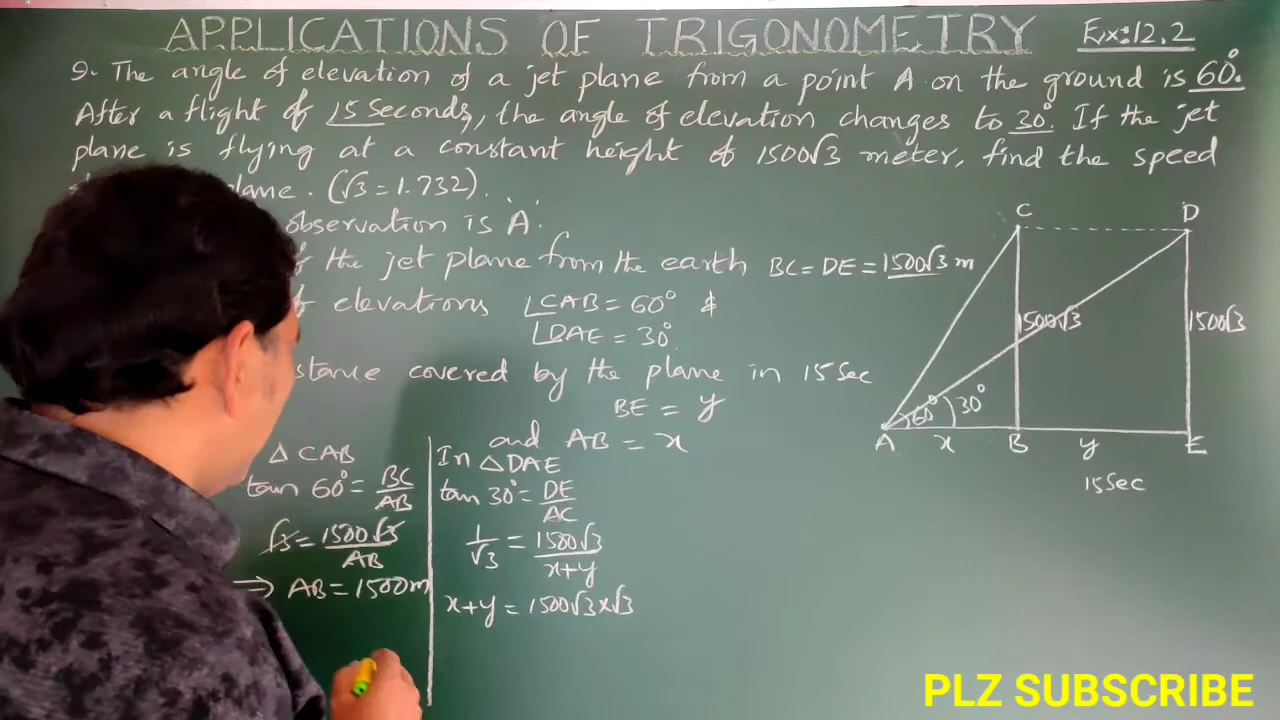 APPLICATIONS OF TRIGONOMETRY Ex:12.2
9. The angle of elevation of a jet plane from a point A on the ground is 60°.
After a flight of 15 Seconds, the angle of elevation changes to 30°. If the jet
plane is flying at a constant height of 1500√3 meter, find the speed
plane. (√3 = 1.732).
observation is A.
the jet plane from the earth BC = DE = 1500√3 m
of elevations ∠CAB = 60° &
∠DAE = 30°.
covered by the plane in 15 Sec
BE = y
and AB = x
△ CAB
tan 60° = BC/AB
√3 = 1500√3/AB
⇒ AB = 1500m
In △DAE
tan 30° = DE/AC
1/√3 = 1500√3/x+y
x+y = 1500√3×√3
C D
1500√3 1500√3
60° 30°
A x B y E
15 Sec
PLZ SUBSCRIBE